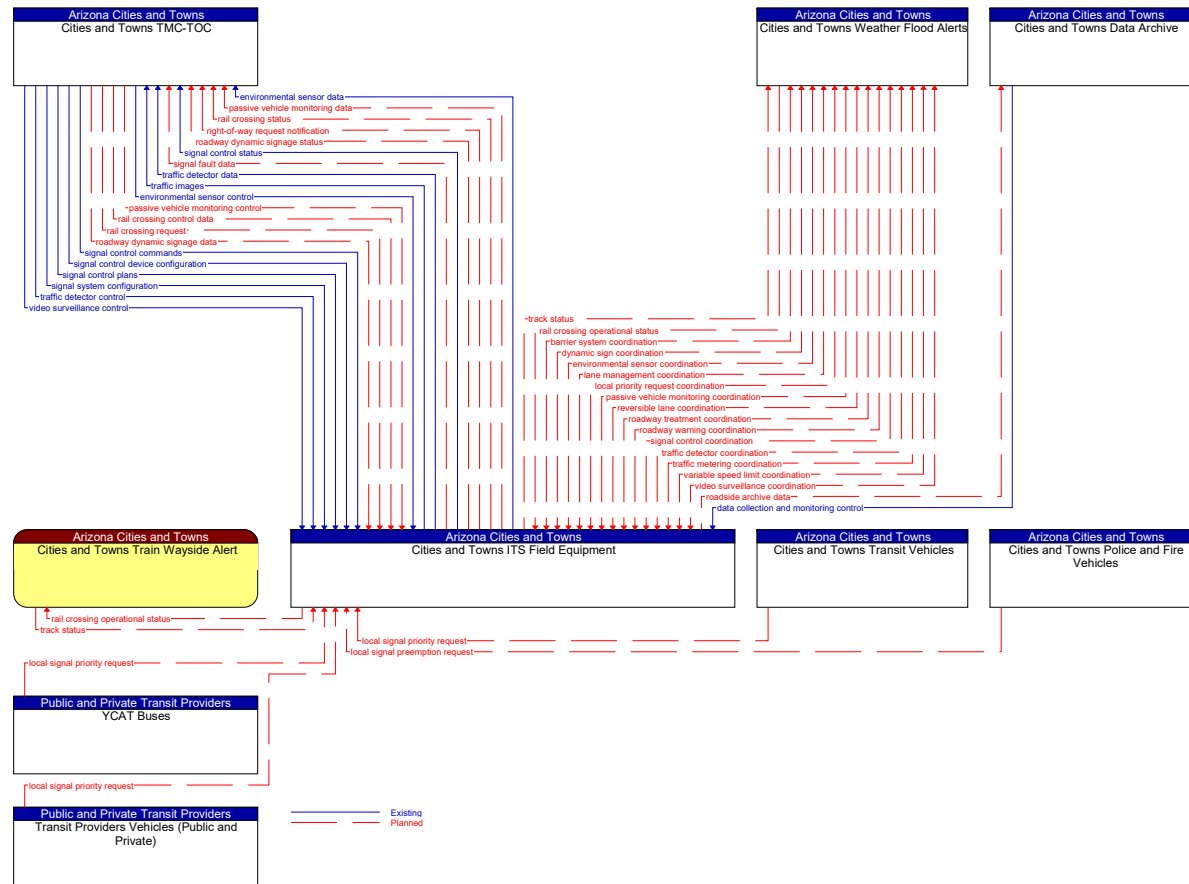 Arizona Cities and Towns
Cities and Towns TMC-TOC
Arizona Cities and Towns
Cities and Towns Weather Flood Alerts
Arizona Cities and Towns
Cities and Towns Data Archive
environmental sensor data
passive vehicle monitoring data
rail crossing status
right-of-way request notification
roadway dynamic signage status
signal control status
signal fault data
traffic detector data
traffic images
environmental sensor control
passive vehicle monitoring control
rail crossing control data
rail crossing request
roadway dynamic signage data
signal control commands
signal control device configuration
signal control plans
signal system configuration
traffic detector control
video surveillance control
track status
rail crossing operational status
barrier system coordination
dynamic sign coordination
environmental sensor coordination
lane management coordination
local priority request coordination
passive vehicle monitoring coordination
reversible lane coordination
roadway treatment coordination
roadway warning coordination
signal control coordination
traffic detector coordination
traffic metering coordination
variable speed limit coordination
video surveillance coordination
roadside archive data
data collection and monitoring control
Arizona Cities and Towns
Cities and Towns Train Wayside Alert
Arizona Cities and Towns
Cities and Towns ITS Field Equipment
Arizona Cities and Towns
Cities and Towns Transit Vehicles
Arizona Cities and Towns
Cities and Towns Police and Fire
Vehicles
rail crossing operational status
track status
local signal priority request
local signal preemption request
local signal priority request
Public and Private Transit Providers
YCAT Buses
local signal priority request
Public and Private Transit Providers
Transit Providers Vehicles (Public and
Private)
Existing
Planned